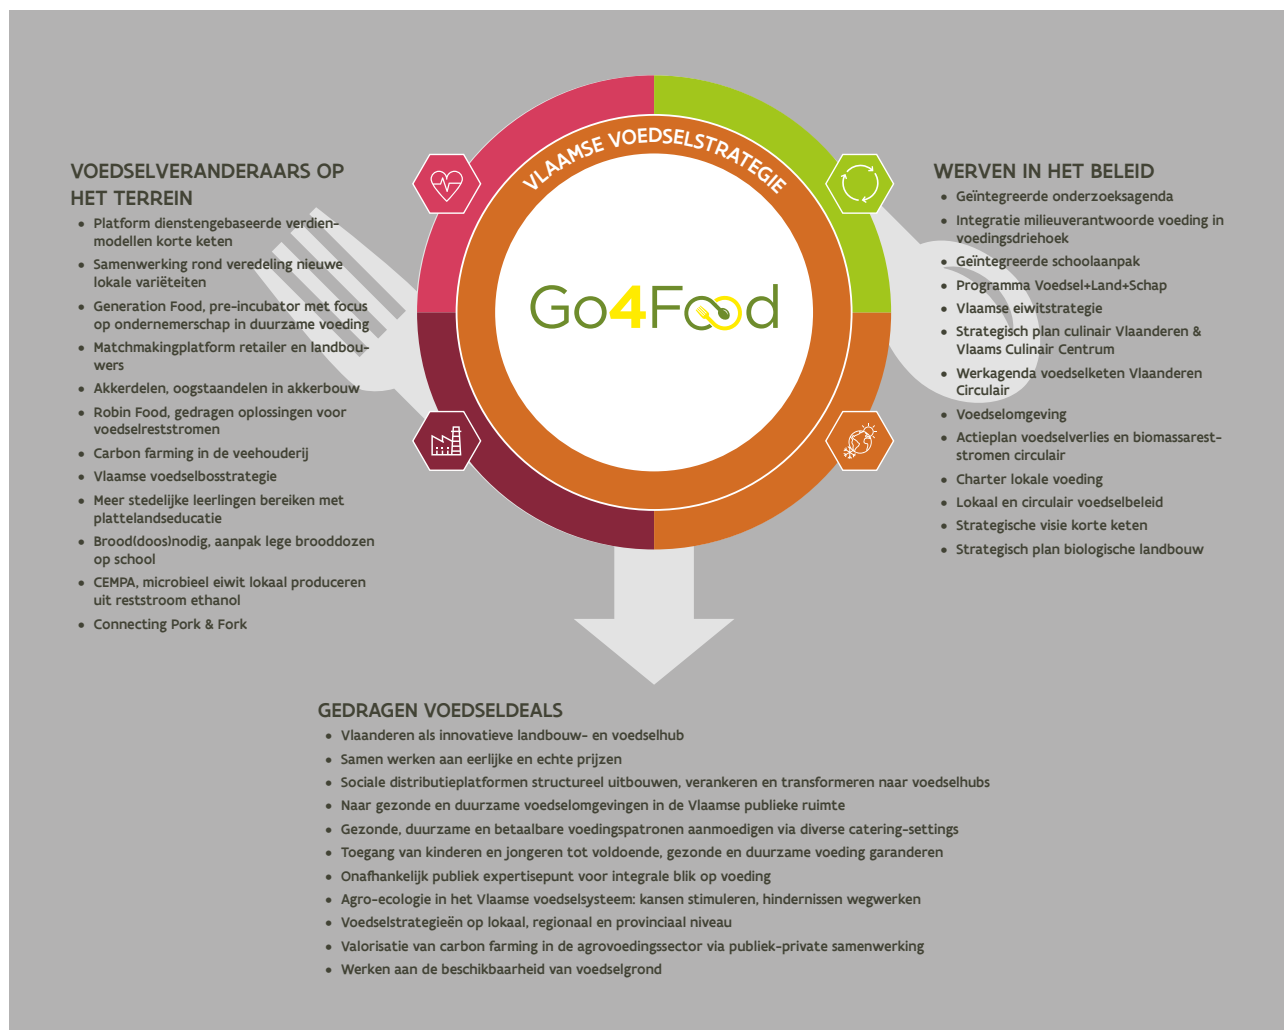 VLAAMSE VOEDSELSTRATEGIE
Go4Food
VOEDSELVERANDERAARS OP
HET TERREIN
• Platform dienstengebaseerde verdien-
modellen korte keten
• Samenwerking rond veredeling nieuwe
lokale variëteiten
• Generation Food, pre-incubator met focus
op ondernemerschap in duurzame voeding
• Matchmakingplatform retailer en landbou-
wers
• Akkerdelen, oogstaandelen in akkerbouw
• Robin Food, gedragen oplossingen voor
voedselreststromen
• Carbon farming in de veehouderij
• Vlaamse voedselbosstrategie
• Meer stedelijke leerlingen bereiken met
plattelandseducatie
• Brood(doos)nodig, aanpak lege brooddozen
op school
• CEMPA, microbieel eiwit lokaal produceren
uit reststroom ethanol
• Connecting Pork & Fork
WERVEN IN HET BELEID
• Geïntegreerde onderzoeksagenda
• Integratie milieuverantwoorde voeding in
voedingsdriehoek
• Geïntegreerde schoolaanpak
• Programma Voedsel+Land+Schap
• Vlaamse eiwitstrategie
• Strategisch plan culinair Vlaanderen &
Vlaams Culinair Centrum
• Werkagenda voedselketen Vlaanderen
Circulair
• Voedselomgeving
• Actieplan voedselverlies en biomassarest-
stromen circulair
• Charter lokale voeding
• Lokaal en circulair voedselbeleid
• Strategische visie korte keten
• Strategisch plan biologische landbouw
GEDRAGEN VOEDSELDEALS
• Vlaanderen als innovatieve landbouw- en voedselhub
• Samen werken aan eerlijke en echte prijzen
• Sociale distributieplatformen structureel uitbouwen, verankeren en transformeren naar voedselhubs
• Naar gezonde en duurzame voedselomgevingen in de Vlaamse publieke ruimte
• Gezonde, duurzame en betaalbare voedingspatronen aanmoedigen via diverse catering-settings
• Toegang van kinderen en jongeren tot voldoende, gezonde en duurzame voeding garanderen
• Onafhankelijk publiek expertisepunt voor integrale blik op voeding
• Agro-ecologie in het Vlaamse voedselsysteem: kansen stimuleren, hindernissen wegwerken
• Voedselstrategieën op lokaal, regionaal en provinciaal niveau
• Valorisatie van carbon farming in de agrovoedingssector via publiek-private samenwerking
• Werken aan de beschikbaarheid van voedselgrond